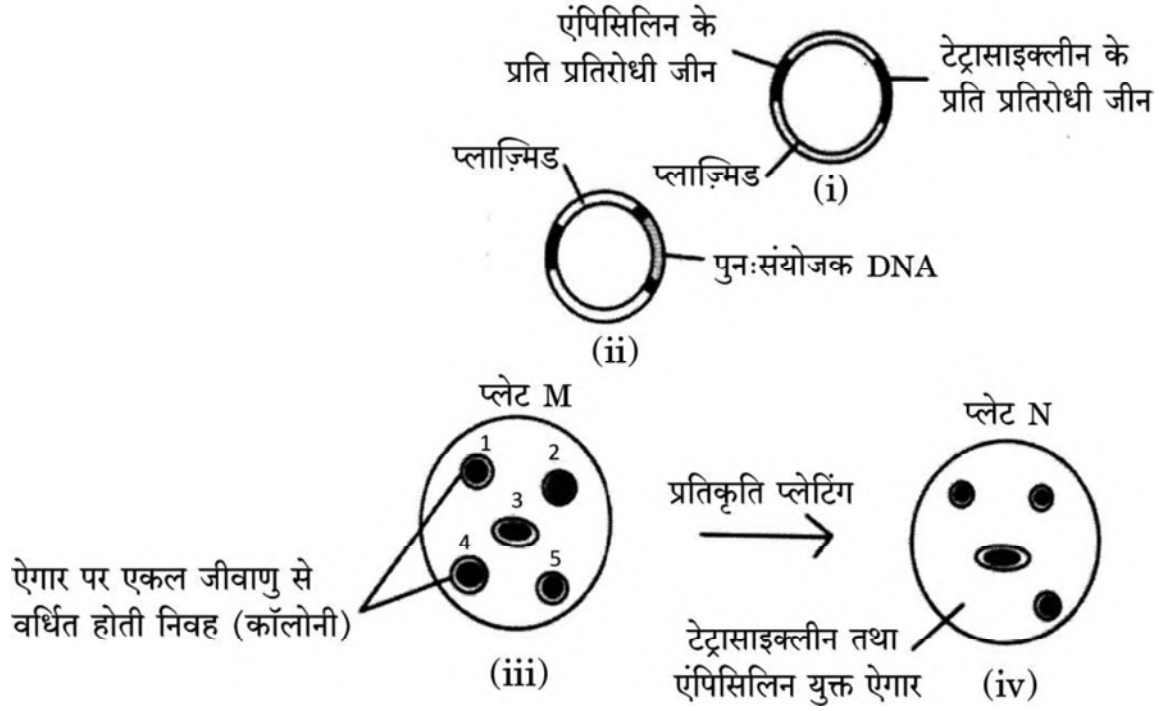 एंपिसिलिन के
प्रति प्रतिरोधी जीन
टेट्रासाइक्लीन के
प्रति प्रतिरोधी जीन
प्लाज़्मिड
प्लाज़्मिड
(i)
पुनःसंयोजक DNA
(ii)
प्लेट M
प्लेट N
1
2
3
4
5
प्रतिकृति प्लेटिंग
ऐगार पर एकल जीवाणु से
वर्धित होती निवह (कॉलोनी)
(iii)
टेट्रासाइक्लीन तथा
एंपिसिलिन युक्त ऐगार
(iv)